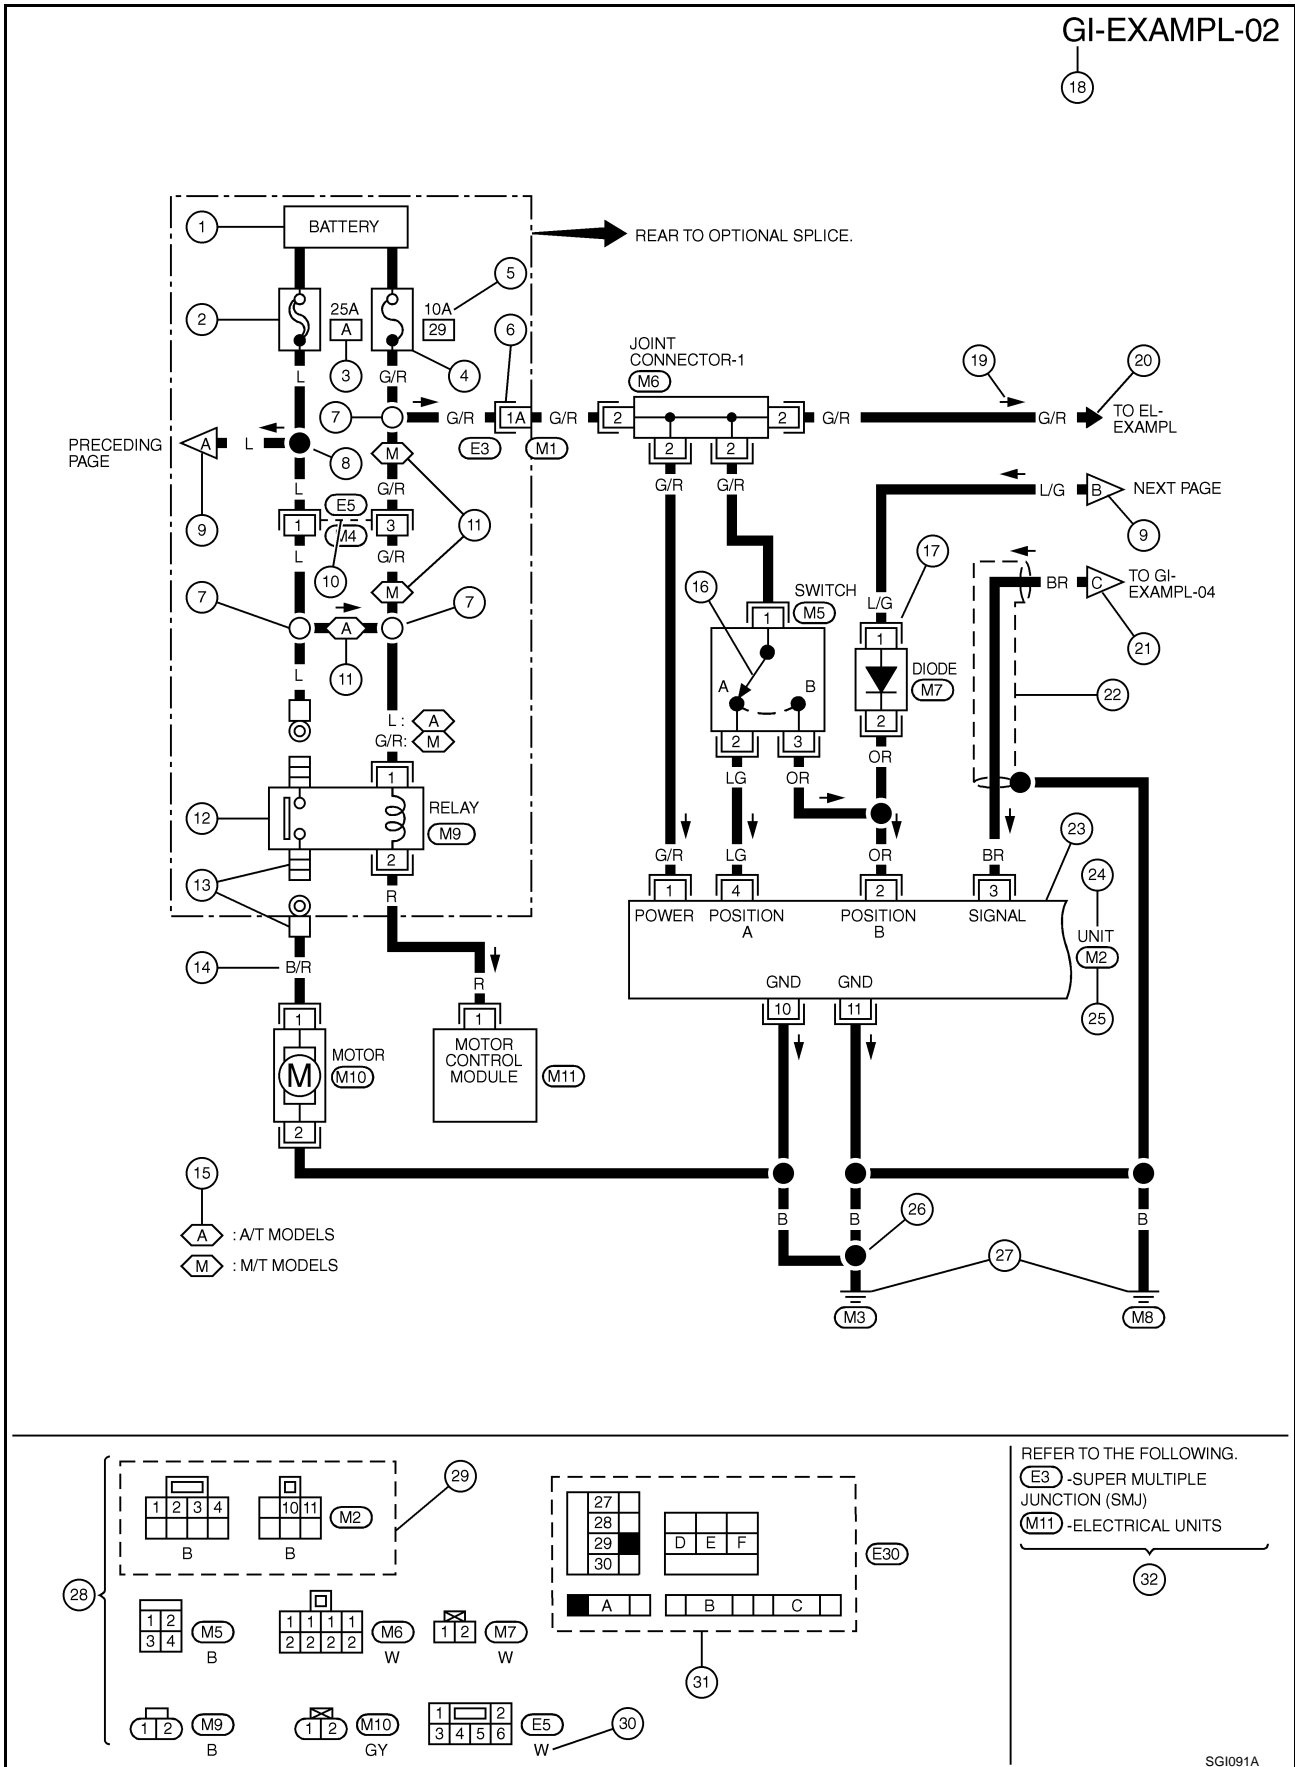 GI-EXAMPL-02
18
1
BATTERY
REAR TO OPTIONAL SPLICE.
5
2
25A
A
10A
29
6
3
4
L
G/R
JOINT
CONNECTOR-1
M6
19
20
7
G/R
1A
G/R
2
2
G/R
G/R
TO EL-
EXAMPL
E3
M1
PRECEDING
PAGE
A
L
8
M
2
2
9
L
G/R
G/R
G/R
L/G
B
NEXT PAGE
E5
1
M4
3
11
9
L
G/R
10
17
BR
C
TO GI-
EXAMPL-04
7
M
7
16
SWITCH
M5
L/G
A
1
1
21
11
L
A
B
DIODE
M7
22
L :
A
G/R:
M
2
3
2
1
LG
OR
OR
12
RELAY
M9
23
2
G/R
LG
OR
BR
24
13
R
1
4
2
3
POWER
POSITION
A
POSITION
B
SIGNAL
UNIT
M2
14
B/R
R
GND
GND
1
1
10
11
25
M
MOTOR
M10
MOTOR
CONTROL
MODULE
M11
2
15
B
B
26
B
A
: A/T MODELS
M
: M/T MODELS
27
M3
M8
28
1 2 3 4
B
10 11
B
M2
29
27
28
29
30
D E F
A
B
C
E30
31
REFER TO THE FOLLOWING.
E3 -SUPER MULTIPLE
JUNCTION (SMJ)
M11 -ELECTRICAL UNITS
32
1 2
3 4
M5
B
1 1 1 1
2 2 2 2
M6
W
1 2
M7
W
1 2
M9
B
1 2
M10
GY
1 2
3 4 5 6
E5
W
30
SGI091A